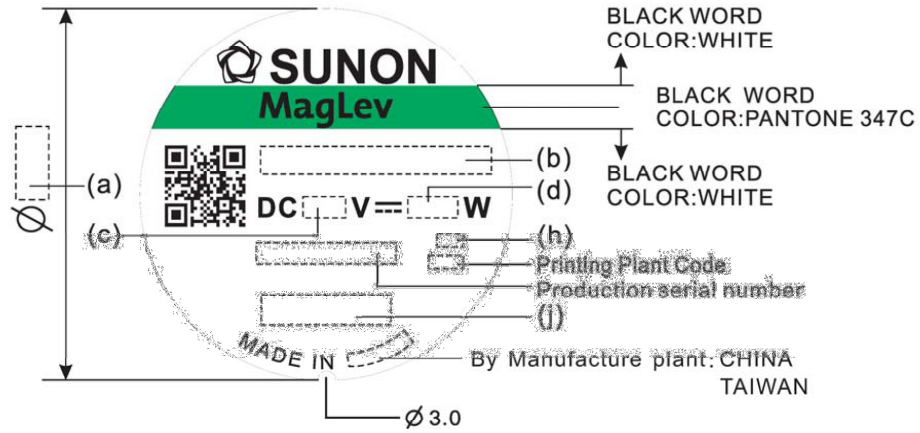 BLACK WORD
COLOR:WHITE
SUNON
MagLev
BLACK WORD
COLOR:PANTONE 347C
BLACK WORD
COLOR:WHITE
(a)
(b)
(d)
DC V W
(c)
(h)
Printing Plant Code
Production serial number
(j)
MADE IN
By Manufacture plant: CHINA
TAIWAN
Ø
Ø 3.0